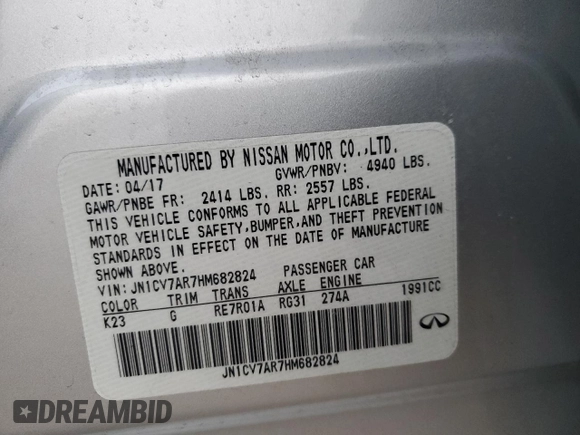 MANUFACTURED BY NISSAN MOTOR CO.,LTD.
DATE: 04/17 GVWR/PNBV: 4940 LBS.
GAWR/PNBE FR: 2414 LBS. RR: 2557 LBS.
THIS VEHICLE CONFORMS TO ALL APPLICABLE FEDERAL
MOTOR VEHICLE SAFETY,BUMPER,AND THEFT PREVENTION
STANDARDS IN EFFECT ON THE DATE OF MANUFACTURE
SHOWN ABOVE.
VIN: JN1CV7AR7HM682824 PASSENGER CAR
COLOR TRIM TRANS AXLE ENGINE
K23 G RE7R01A RG31 274A 1991CC
JN1CV7AR7HM682824
DREAMBID